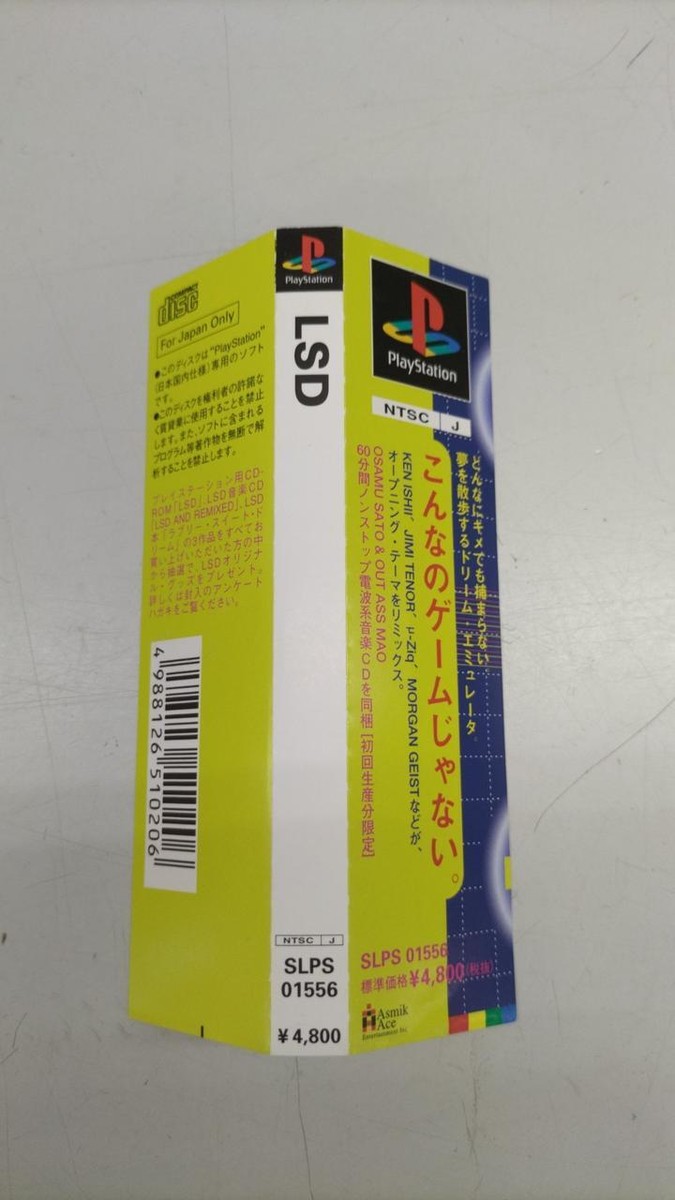 PlayStation
NTSC J
どんなにキメても捕まらない
夢を散歩するドリーム・エミュレータ。
こんなのゲームじゃない。
KEN ISHII、JIMI TENOR、μ-Ziq、MORGAN GEISTなどが、
オープニング・テーマをリミックス。
OSAMU SATO & OUT ASS MAO
60分間ノンストップ電波系音楽CDを同梱[初回生産分限定]
SLPS 01556
標準価格¥4,800(税抜)
Asmik
Ace
Entertainment Inc.
PlayStation
LSD
NTSC J
SLPS
01556
¥4,800
COMPACT
disc
For Japan Only
●このディスクは"PlayStation"
(日本国内仕様)専用のソフト
です。
●このディスクを権利者の許諾な
く賃貸業に使用することを禁止
します。また、ソフトに含まれる
プログラム等著作物を無断で解
析することを禁止します。
プレイステーション用CD-
ROM「LSD」、LSD音楽CD
「LSD AND REMIXED」、LSD
本「ラブリー・スイート・ド
リーム」の3作品をすべてお
買い上げいただいた方の中
から抽選で、LSDオリジナ
ル・グッズをプレゼント。
詳しくは封入のアンケート
ハガキをご覧ください。
4 988126 510206